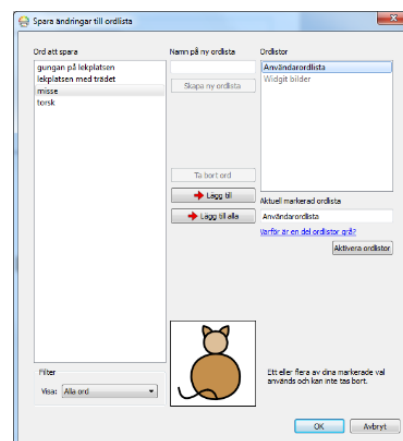 Spara ändringar till ordlista
Ord att spara
gungan på lekplatsen
lekplatsen med trädet
misse
torsk
Namn på ny ordlista
Skapa ny ordlista
Ta bort ord
Lägg till
Lägg till alla
Ordlistor
Användarordlista
Widgit bilder
Aktuell markerad ordlista
Användarordlista
Varför är en del ordlistor grå?
Aktivera ordlistor
Filter
Visa: Alla ord
Ett eller flera av dina markerade val
används och kan inte tas bort.
OK
Avbryt